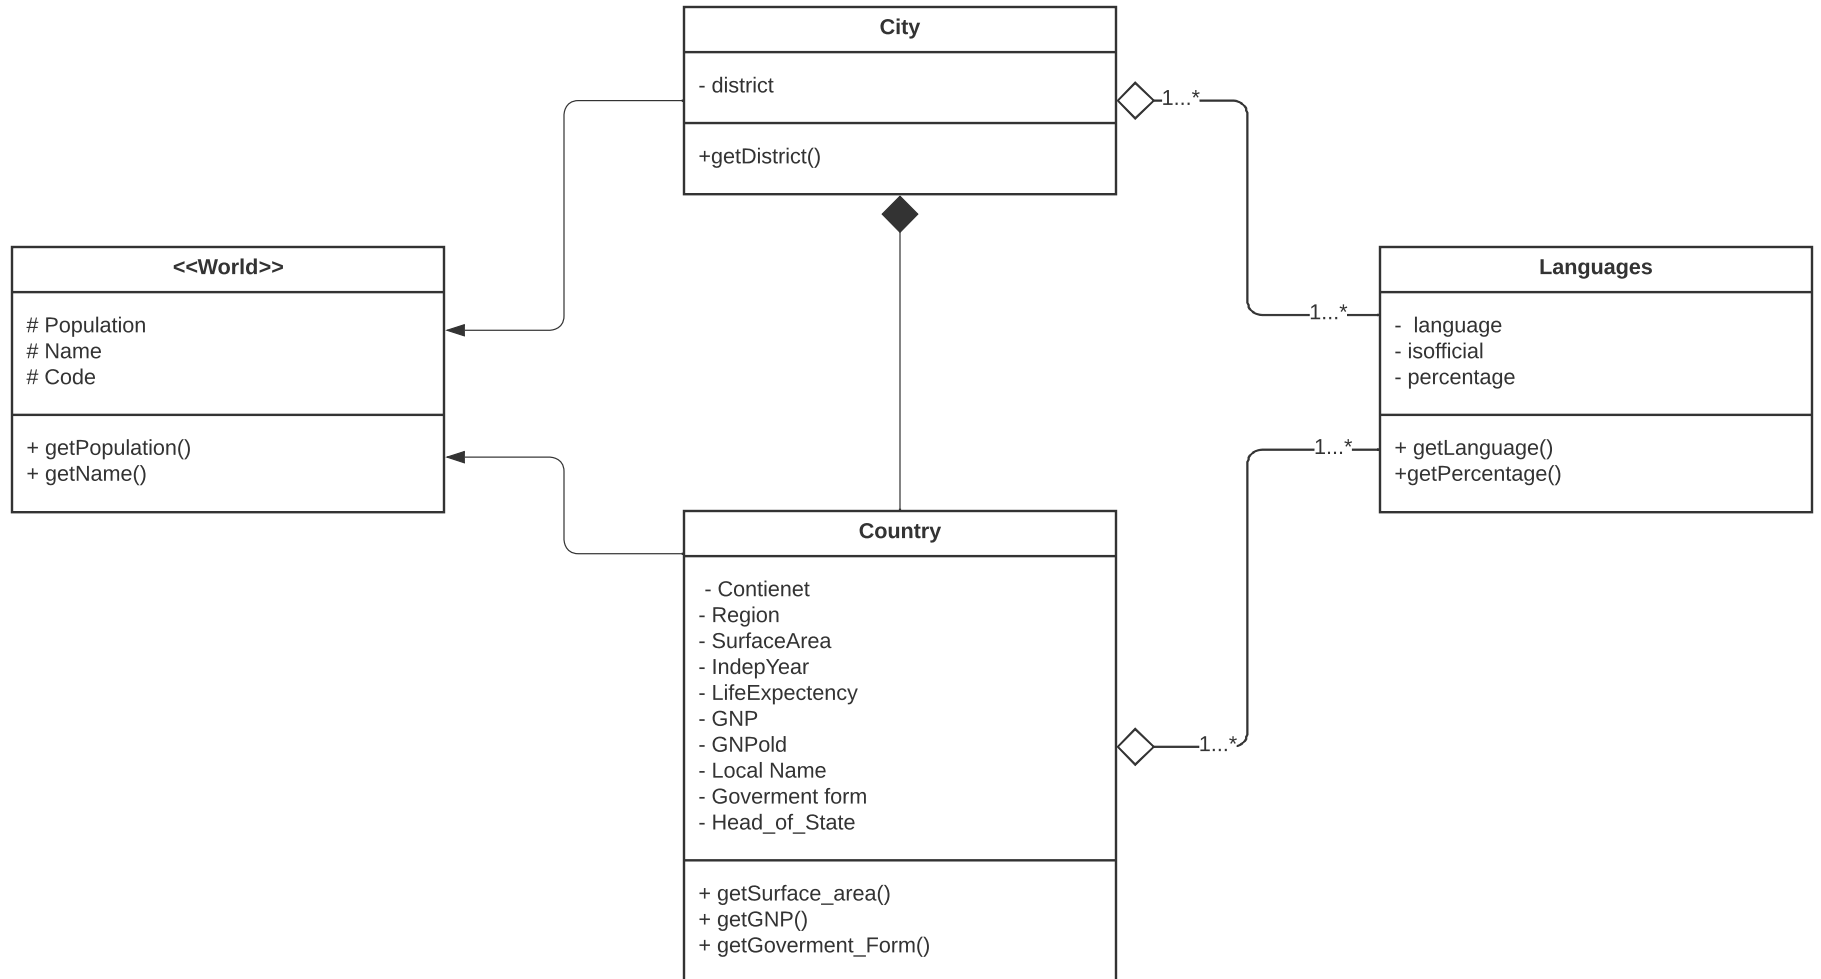 City
- district
+getDistrict()
1...*
<<World>>
# Population
# Name
# Code
+ getPopulation()
+ getName()
1...*
Languages
-  language
- isofficial
- percentage
+ getLanguage()
+getPercentage()
1...*
Country
- Contienet
- Region
- SurfaceArea
- IndepYear
- LifeExpectency
- GNP
- GNPold
- Local Name
- Goverment form
- Head_of_State
1...*
+ getSurface_area()
+ getGNP()
+ getGoverment_Form()